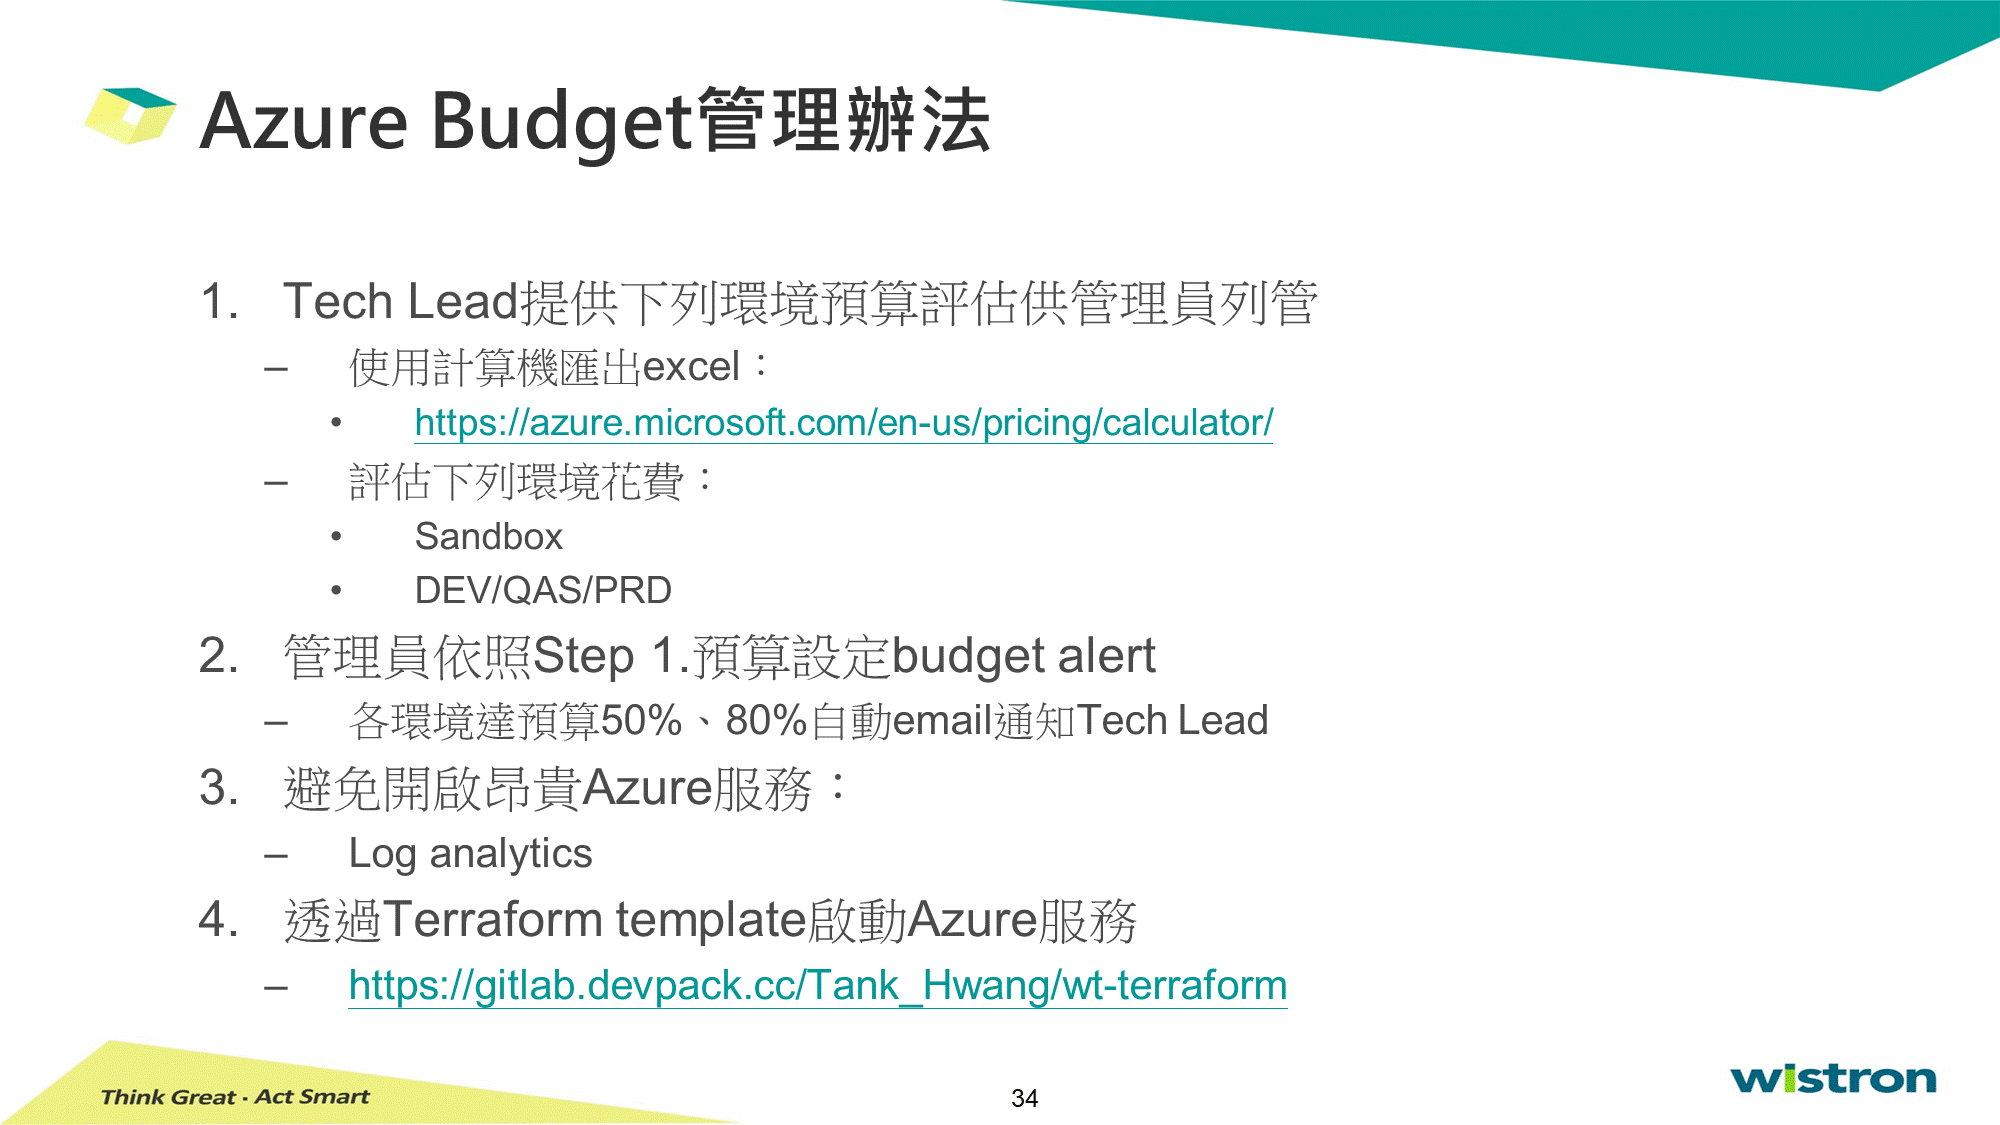 Azure Budget管理辦法
1. Tech Lead提供下列環境預算評估供管理員列管
– 使用計算機匯出excel：
• https://azure.microsoft.com/en-us/pricing/calculator/
– 評估下列環境花費：
• Sandbox
• DEV/QAS/PRD
2. 管理員依照Step 1.預算設定budget alert
– 各環境達預算50%、80%自動email通知Tech Lead
3. 避免開啟昂貴Azure服務：
– Log analytics
4. 透過Terraform template啟動Azure服務
– https://gitlab.devpack.cc/Tank_Hwang/wt-terraform
Think Great · Act Smart
34
wistron